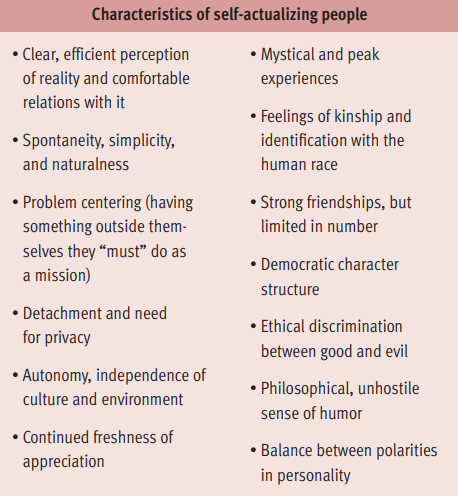 Characteristics of self-actualizing people
• Clear, efficient perception
of reality and comfortable
relations with it
• Spontaneity, simplicity,
and naturalness
• Problem centering (having
something outside them-
selves they “must” do as
a mission)
• Detachment and need
for privacy
• Autonomy, independence of
culture and environment
• Continued freshness of
appreciation
• Mystical and peak
experiences
• Feelings of kinship and
identification with the
human race
• Strong friendships, but
limited in number
• Democratic character
structure
• Ethical discrimination
between good and evil
• Philosophical, unhostile
sense of humor
• Balance between polarities
in personality